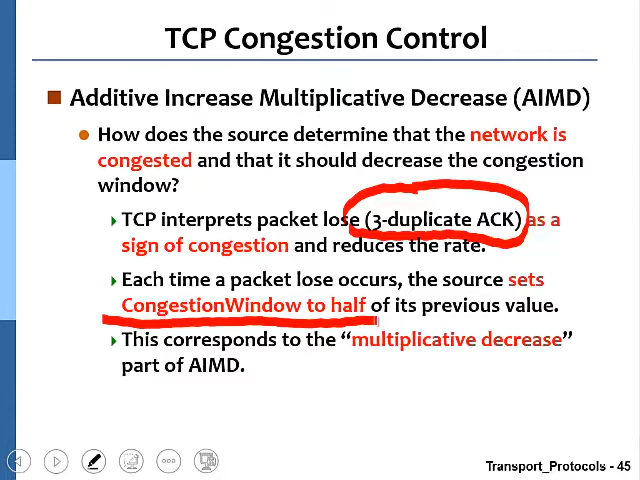 TCP Congestion Control
Additive Increase Multiplicative Decrease (AIMD)
How does the source determine that the network is
congested and that it should decrease the congestion
window?
TCP interprets packet lose (3-duplicate ACK) as a
sign of congestion and reduces the rate.
Each time a packet lose occurs, the source sets
CongestionWindow to half of its previous value.
This corresponds to the “multiplicative decrease”
part of AIMD.
Transport_Protocols - 45